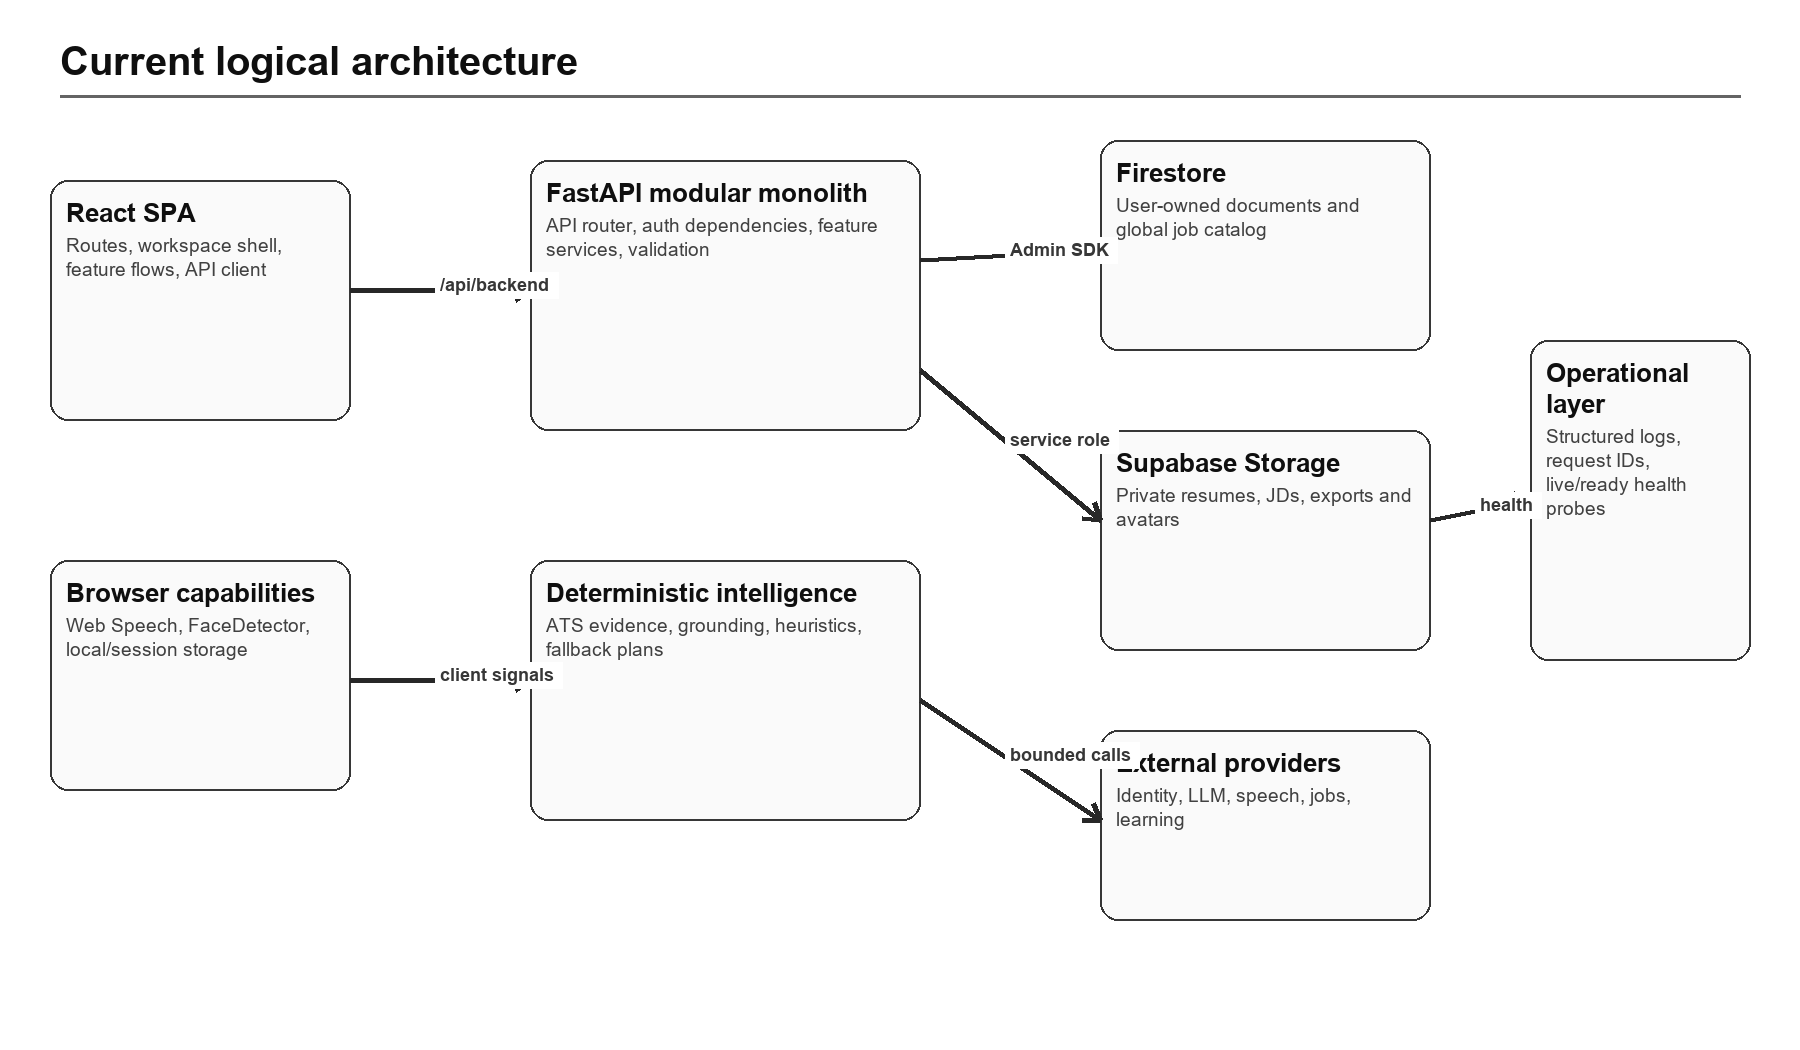 Current logical architecture
React SPA
Routes, workspace shell,
feature flows, API client
/api/backend
FastAPI modular monolith
API router, auth dependencies, feature
services, validation
Admin SDK
Firestore
User-owned documents and
global job catalog
service role
Supabase Storage
Private resumes, JDs, exports and
avatars
health
Operational
layer
Structured logs,
request IDs,
live/ready health
probes
Browser capabilities
Web Speech, FaceDetector,
local/session storage
client signals
Deterministic intelligence
ATS evidence, grounding, heuristics,
fallback plans
bounded calls
External providers
Identity, LLM, speech, jobs,
learning